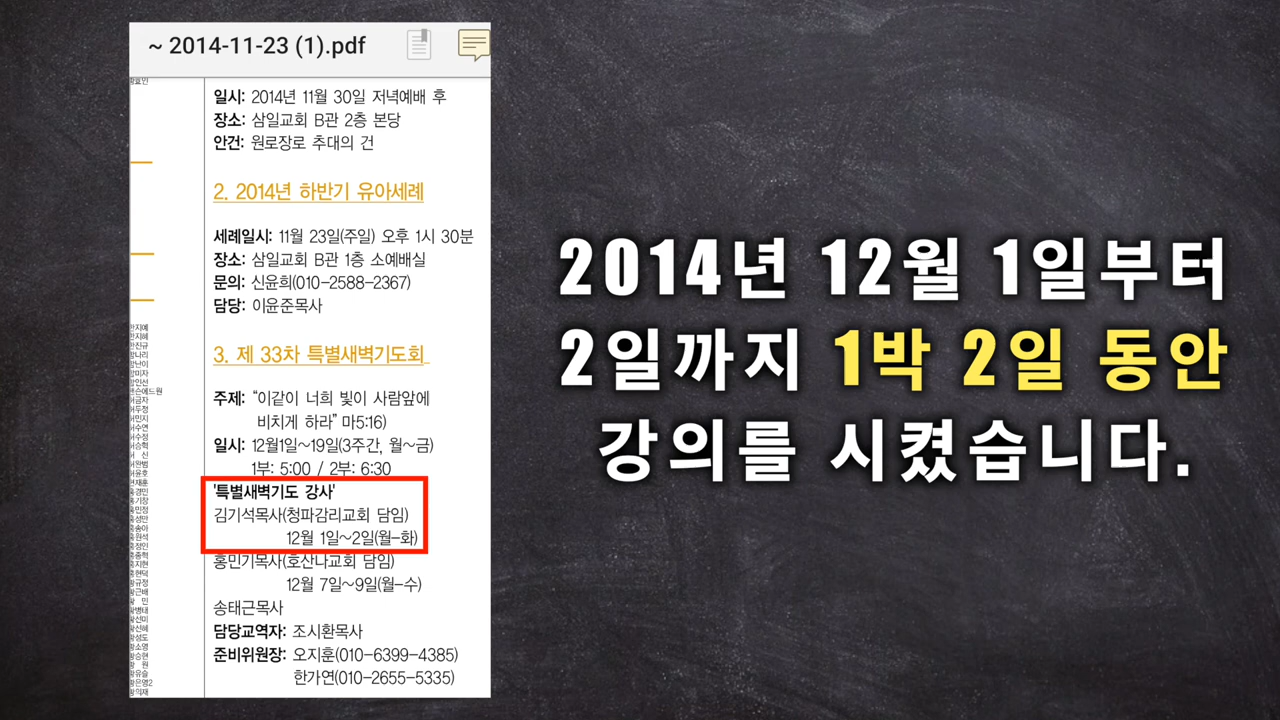 ~ 2014-11-23 (1).pdf
일시: 2014년 11월 30일 저녁예배 후
장소: 삼일교회 B관 2층 본당
안건: 원로장로 추대의 건
2. 2014년 하반기 유아세례
세례일시: 11월 23일(주일) 오후 1시 30분
장소: 삼일교회 B관 1층 소예배실
문의: 신윤희(010-2588-2367)
담당: 이윤준목사
3. 제 33차 특별새벽기도회
주제: “이같이 너희 빛이 사람앞에
비치게 하라” 마5:16)
일시: 12월1일~19일(3주간, 월~금)
1부: 5:00 / 2부: 6:30
'특별새벽기도 강사'
김기석목사(청파감리교회 담임)
12월 1일~2일(월-화)
홍민기목사(호산나교회 담임)
12월 7일~9일(월-수)
송태근목사
담당교역자: 조시환목사
준비위원장: 오지훈(010-6399-4385)
한가연(010-2655-5335)
2014년 12월 1일부터
2일까지 1박 2일 동안
강의를 시켰습니다.